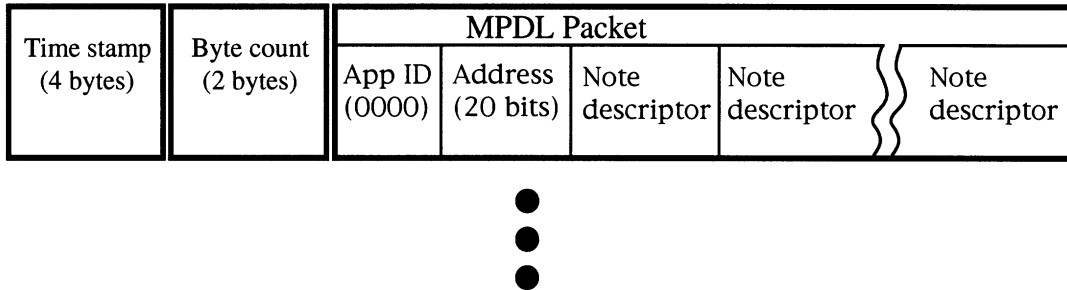 Time stamp
(4 bytes)
Byte count
(2 bytes)
MPDL Packet
App ID
(0000)
Address
(20 bits)
Note
descriptor
Note
descriptor
Note
descriptor